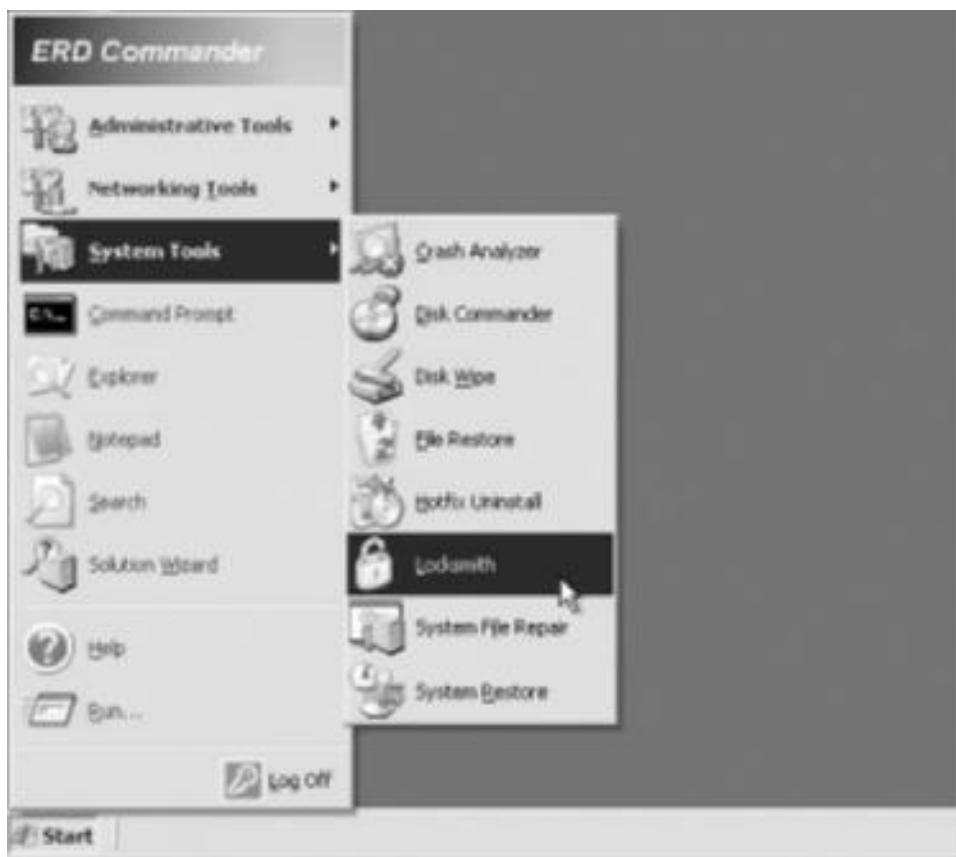 ERD Commander
Administrative Tools
Networking Tools
System Tools
Command Prompt
Explorer
Notepad
Search
Solution Wizard
Help
Run...
Log Off
Start
Crash Analyzer
Disk Commander
Disk Wipe
File Restore
Hotfix Uninstall
Locksmith
System File Repair
System Restore
C:\_